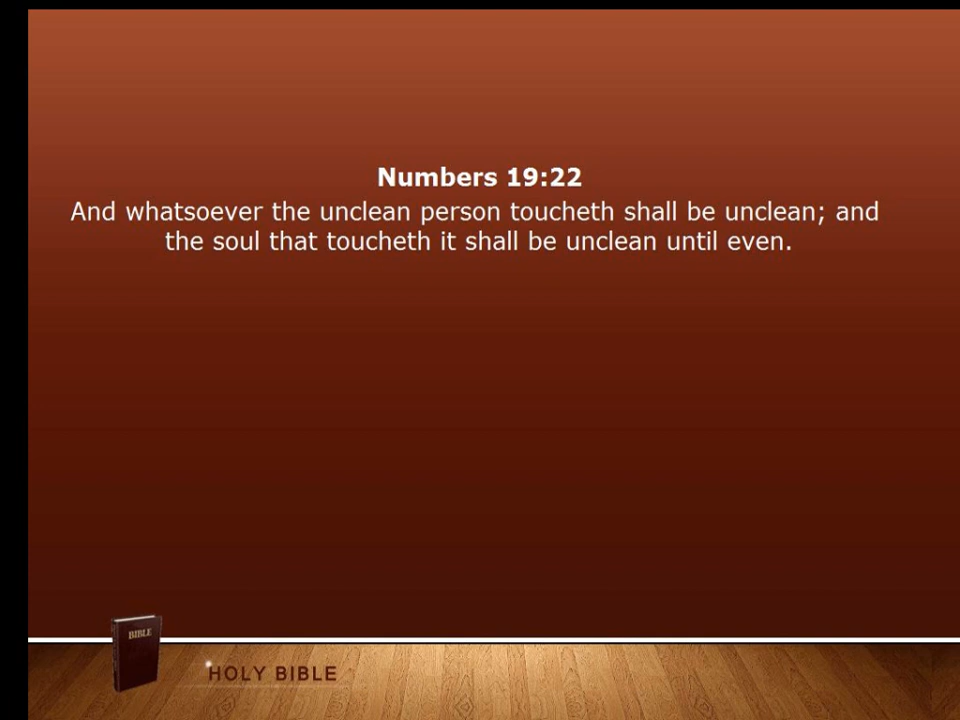 Numbers 19:22
And whatsoever the unclean person toucheth shall be unclean; and
the soul that toucheth it shall be unclean until even.
BIBLE
HOLY BIBLE